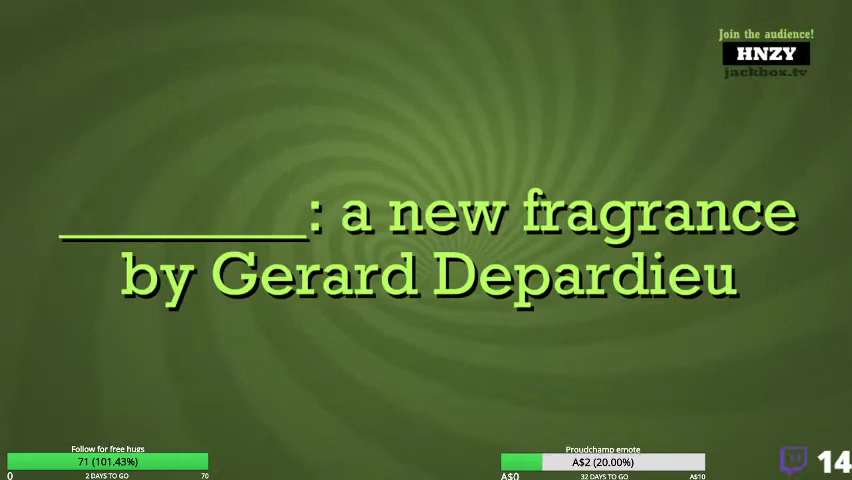 Join the audience!
HNZY
jackbox.tv
_________: a new fragrance
by Gerard Depardieu
Follow for free hugs
71 (101.43%)
0 2 DAYS TO GO 70
Proudchamp emote
A$2 (20.00%)
A$0 32 DAYS TO GO A$10
14